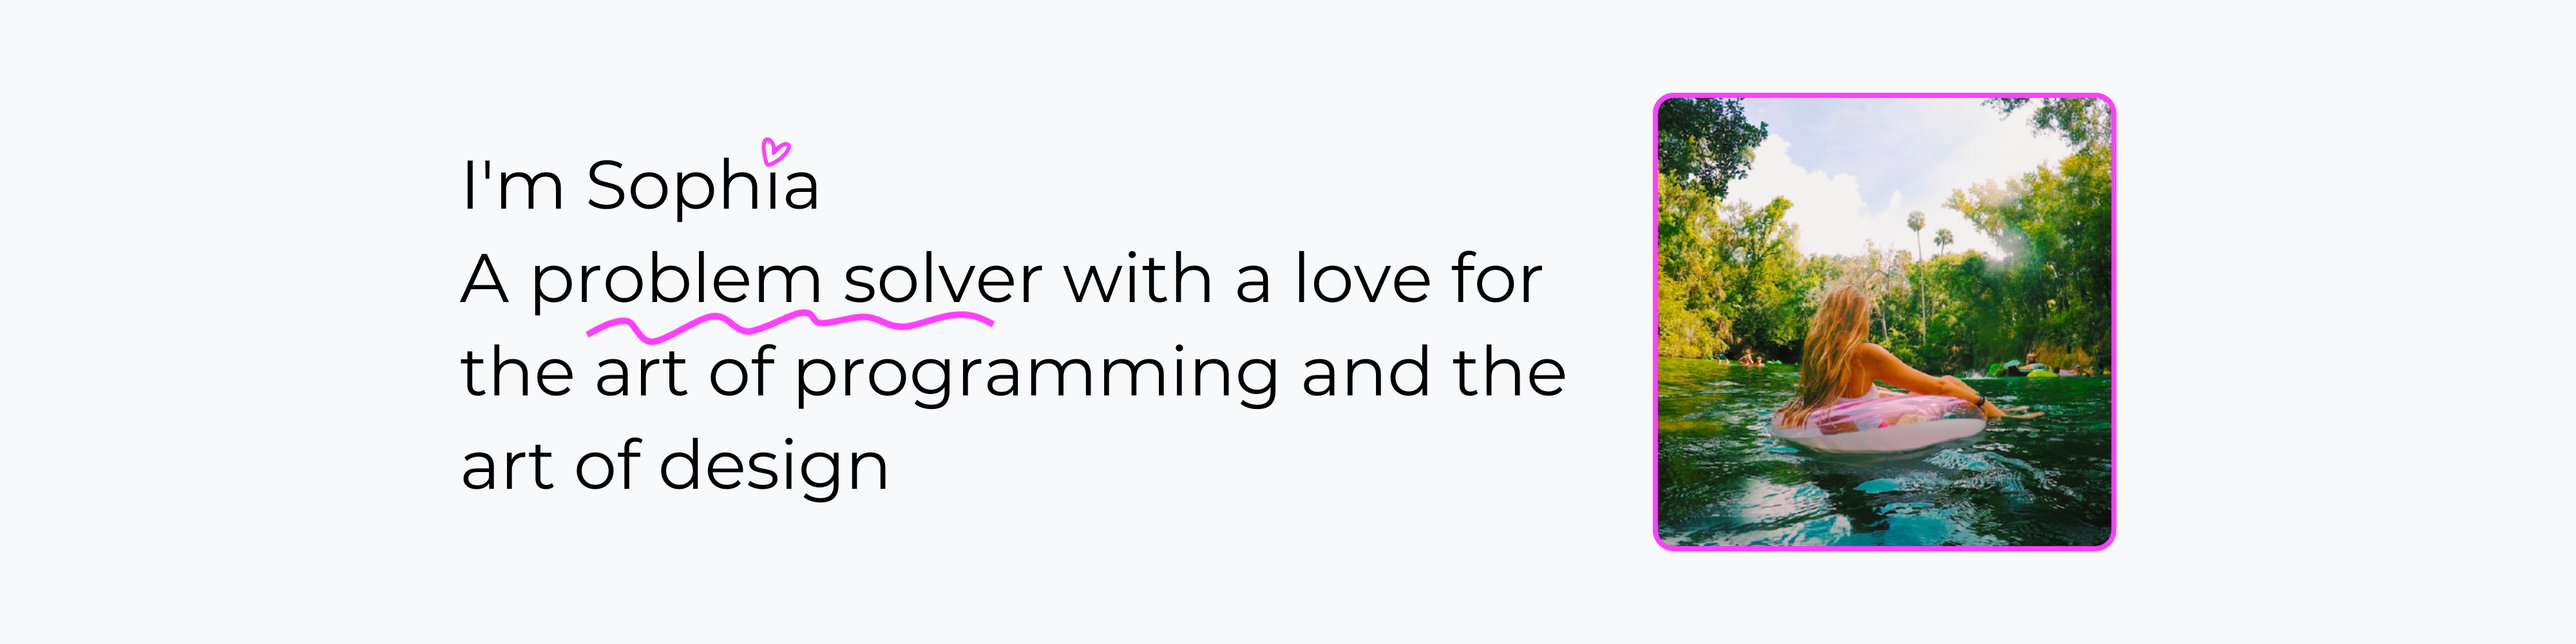 I'm Sophia
A problem solver with a love for
the art of programming and the
art of design